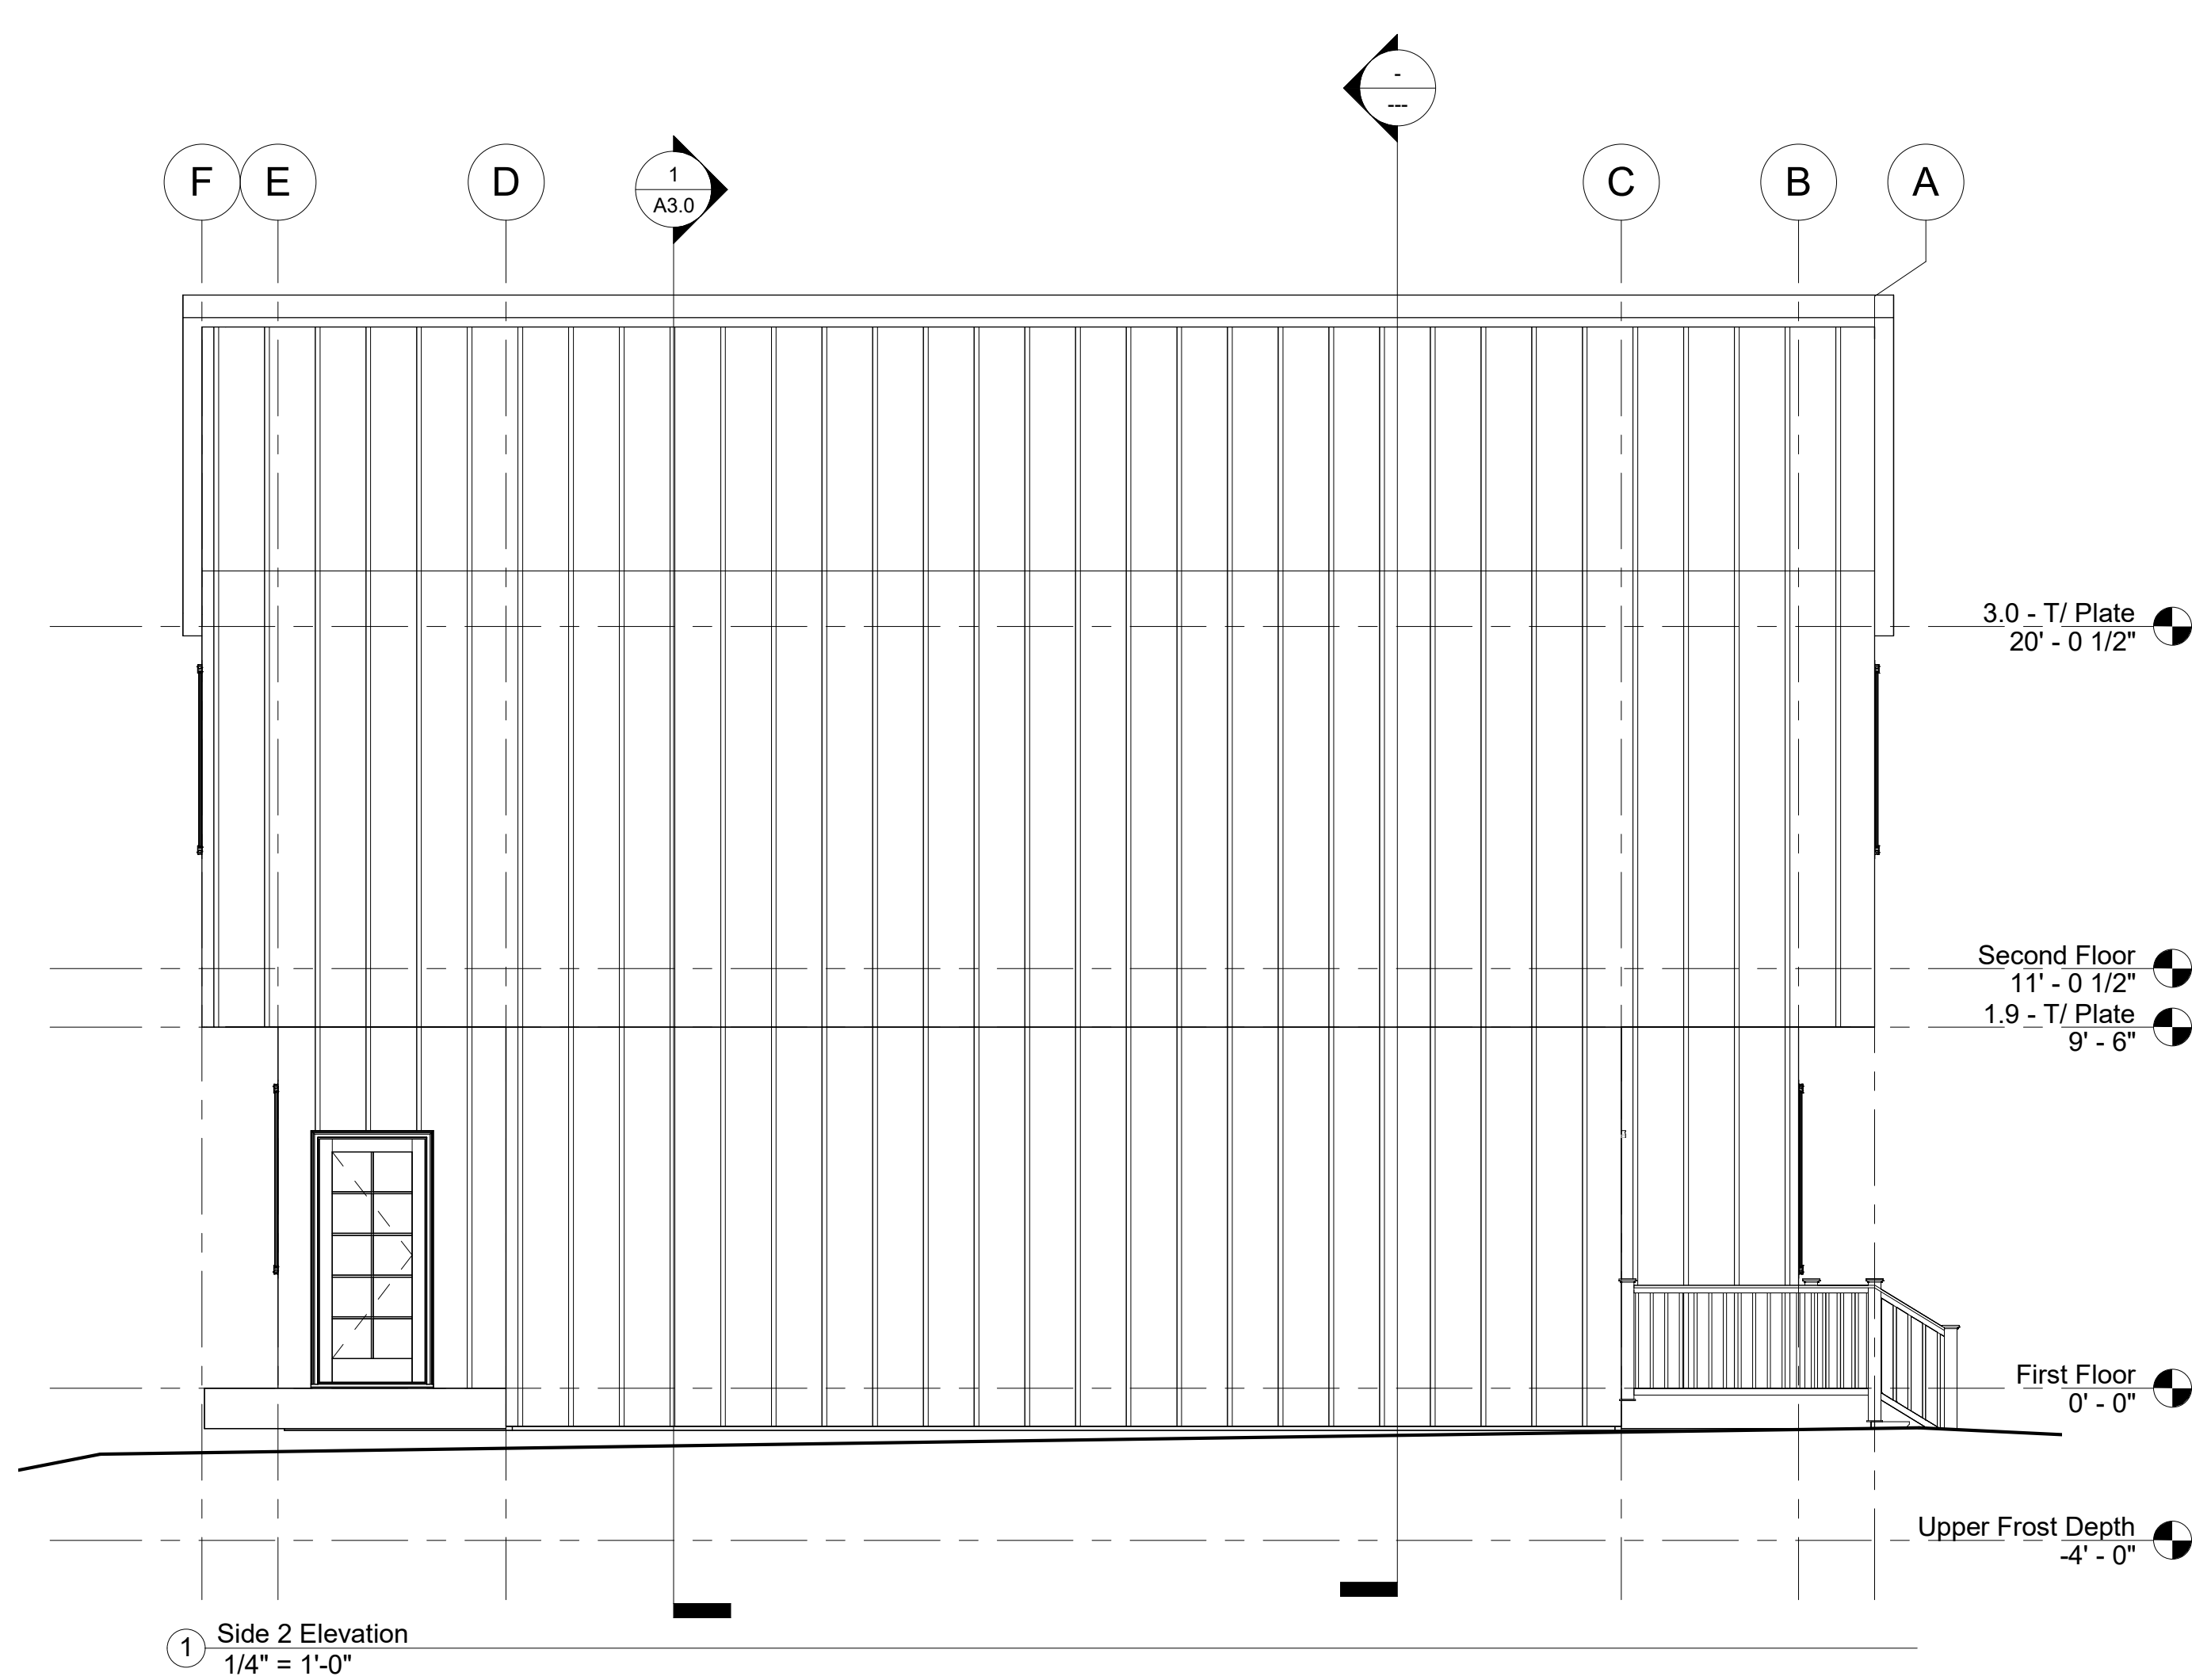 -
---
F E D 1 C B A
A3.0
3.0 - T/ Plate
20' - 0 1/2"
Second Floor
11' - 0 1/2"
1.9 - T/ Plate
9' - 6"
First Floor
0' - 0"
Upper Frost Depth
-4' - 0"
1 Side 2 Elevation
1/4" = 1'-0"